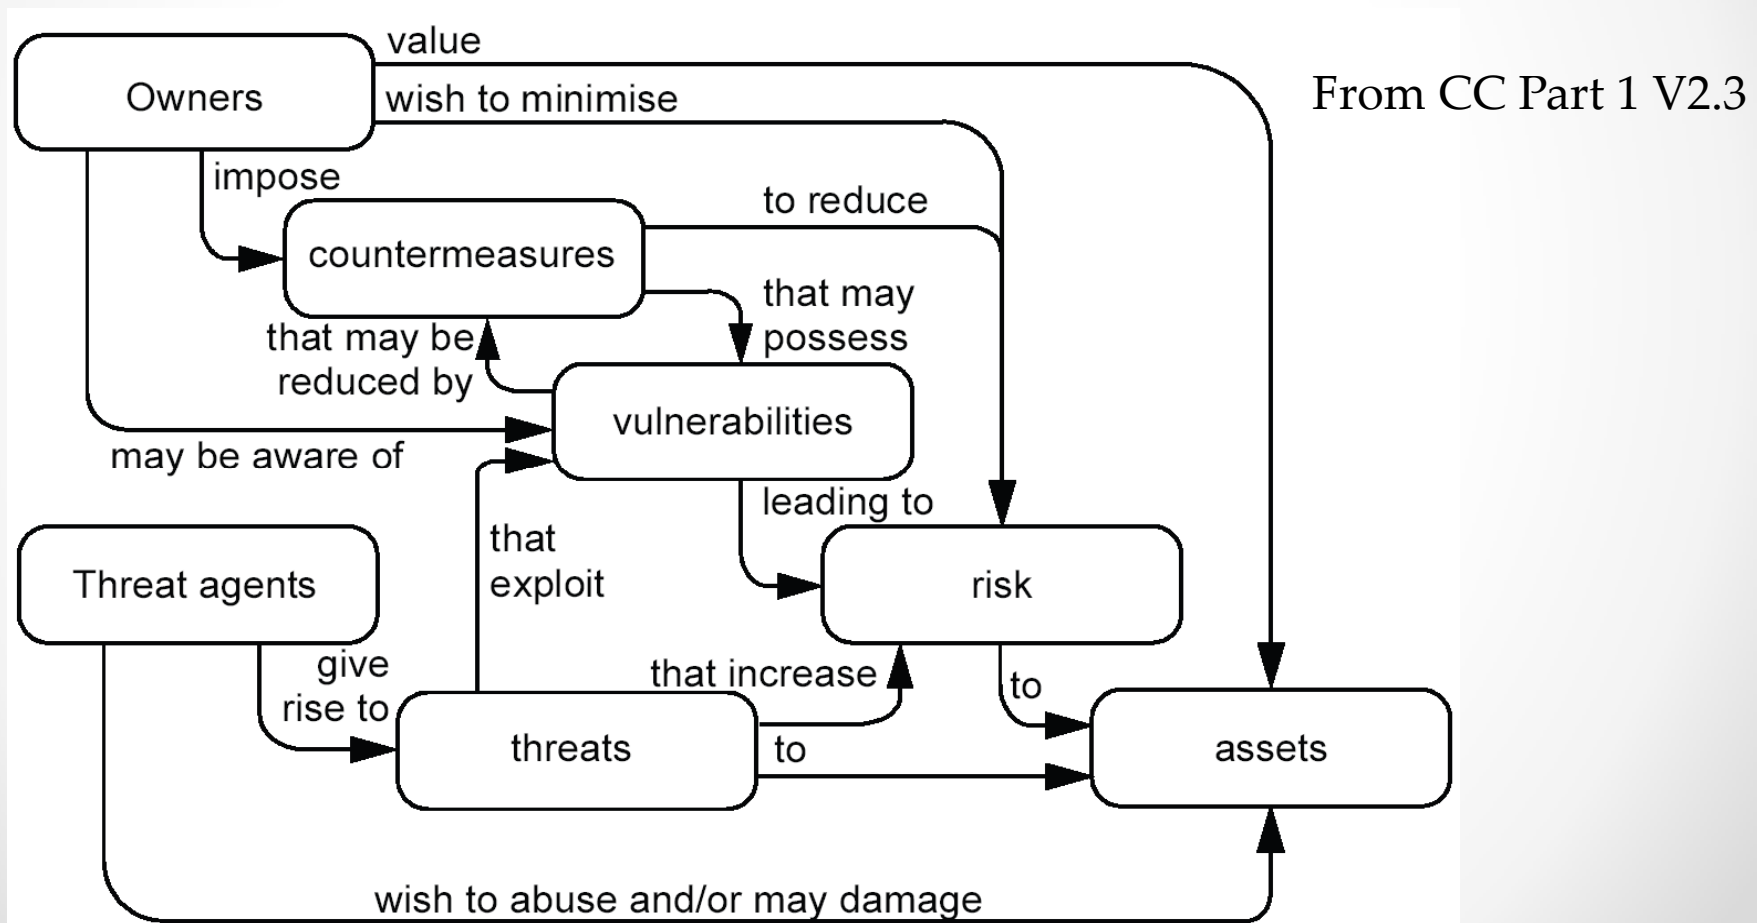 value
Owners
wish to minimise
From CC Part 1 V2.3
impose
to reduce
countermeasures
that may
possess
that may be
reduced by
vulnerabilities
may be aware of
leading to
that
exploit
Threat agents
risk
give
rise to
that increase
to
threats
to
assets
wish to abuse and/or may damage